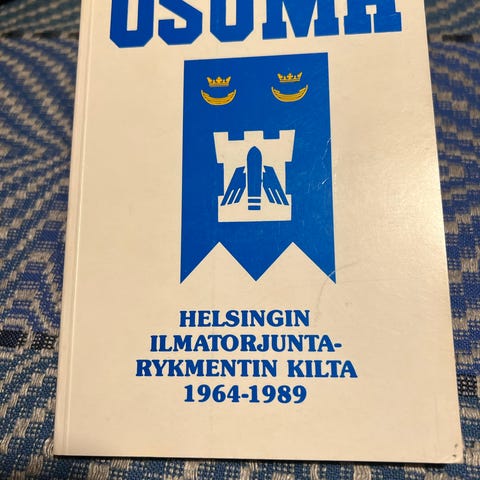 OSUMA
HELSINGIN
ILMATORJUNTA-
RYKMENTIN KILTA
1964-1989